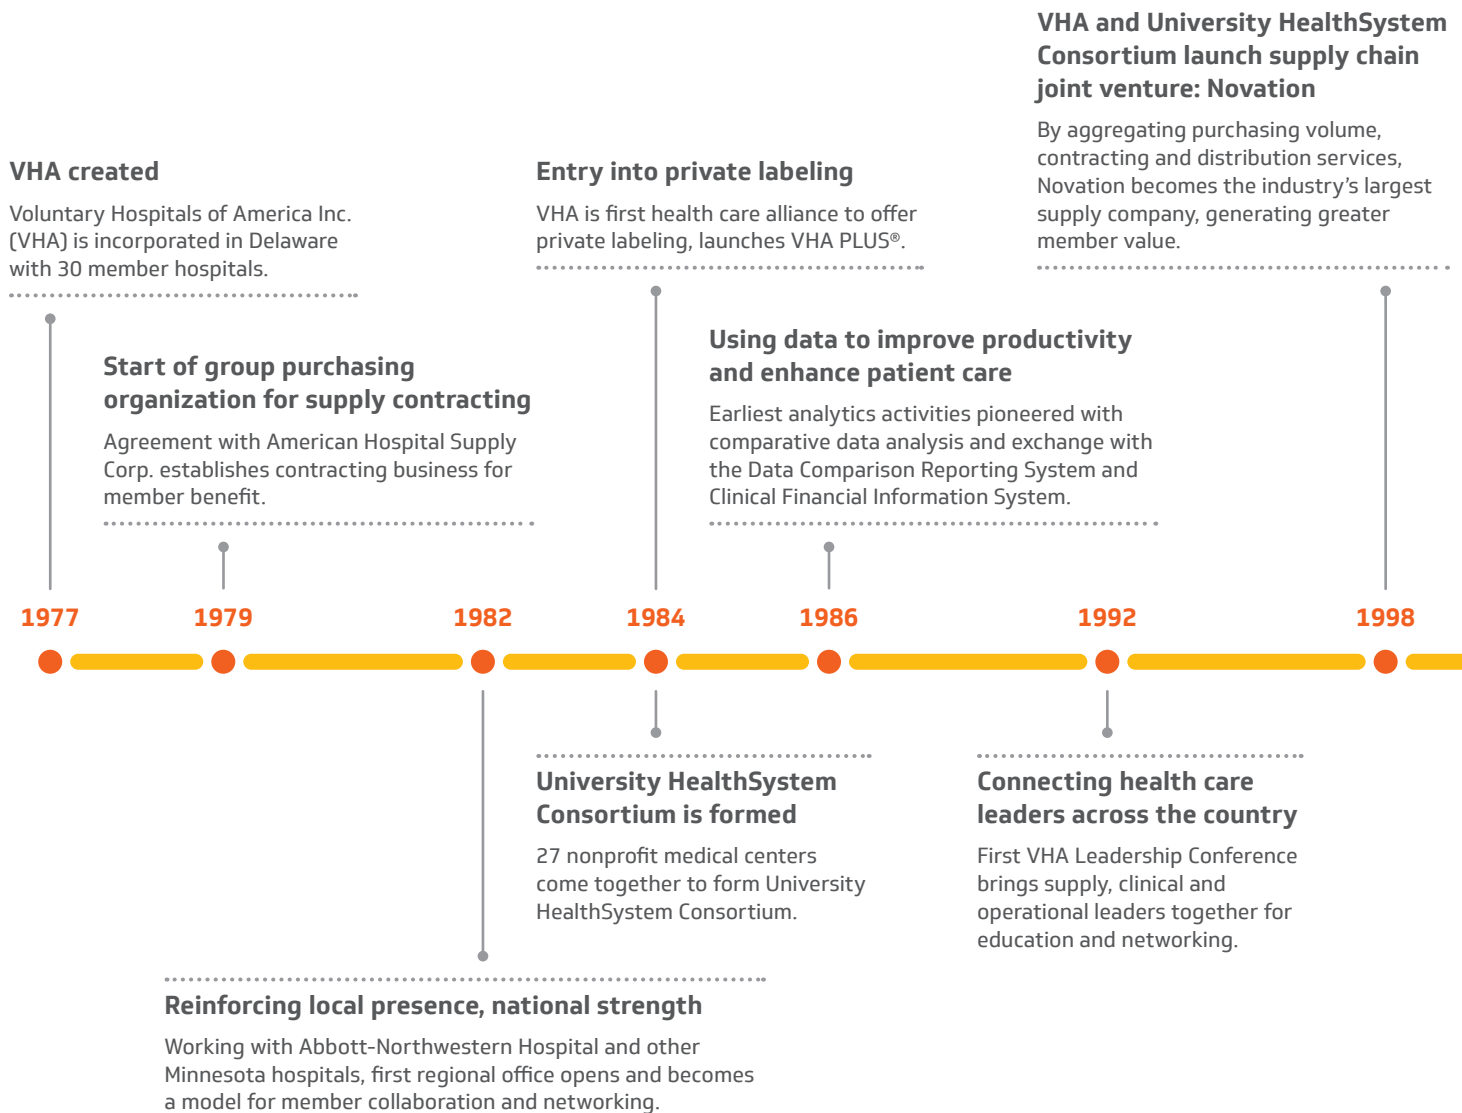 VHA and University HealthSystem
Consortium launch supply chain
joint venture: Novation
By aggregating purchasing volume,
contracting and distribution services,
Novation becomes the industry's largest
supply company, generating greater
member value.
VHA created
Voluntary Hospitals of America Inc.
(VHA) is incorporated in Delaware
with 30 member hospitals.
Entry into private labeling
VHA is first health care alliance to offer
private labeling, launches VHA PLUS®.
Start of group purchasing
organization for supply contracting
Agreement with American Hospital Supply
Corp. establishes contracting business for
member benefit.
Using data to improve productivity
and enhance patient care
Earliest analytics activities pioneered with
comparative data analysis and exchange with
the Data Comparison Reporting System and
Clinical Financial Information System.
1977 1979 1982 1984 1986 1992 1998
University HealthSystem
Consortium is formed
27 nonprofit medical centers
come together to form University
HealthSystem Consortium.
Connecting health care
leaders across the country
First VHA Leadership Conference
brings supply, clinical and
operational leaders together for
education and networking.
Reinforcing local presence, national strength
Working with Abbott-Northwestern Hospital and other
Minnesota hospitals, first regional office opens and becomes
a model for member collaboration and networking.